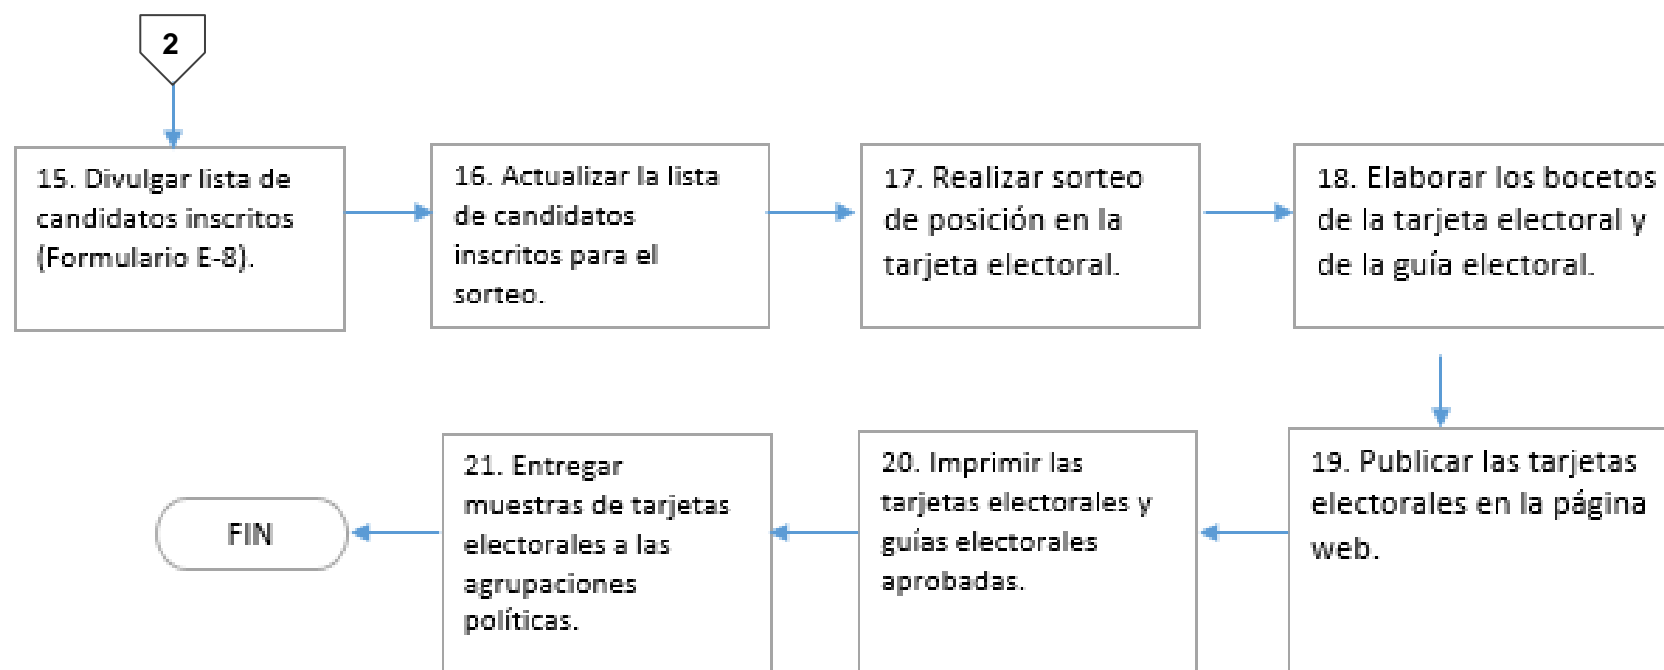 2
15. Divulgar lista de
candidatos inscritos
(Formulario E-8).
16. Actualizar la lista
de candidatos
inscritos para el
sorteo.
17. Realizar sorteo
de posición en la
tarjeta electoral.
18. Elaborar los bocetos
de la tarjeta electoral y
de la guía electoral.
19. Publicar las tarjetas
electorales en la página
web.
20. Imprimir las
tarjetas electorales y
guías electorales
aprobadas.
21. Entregar
muestras de tarjetas
electorales a las
agrupaciones
políticas.
FIN